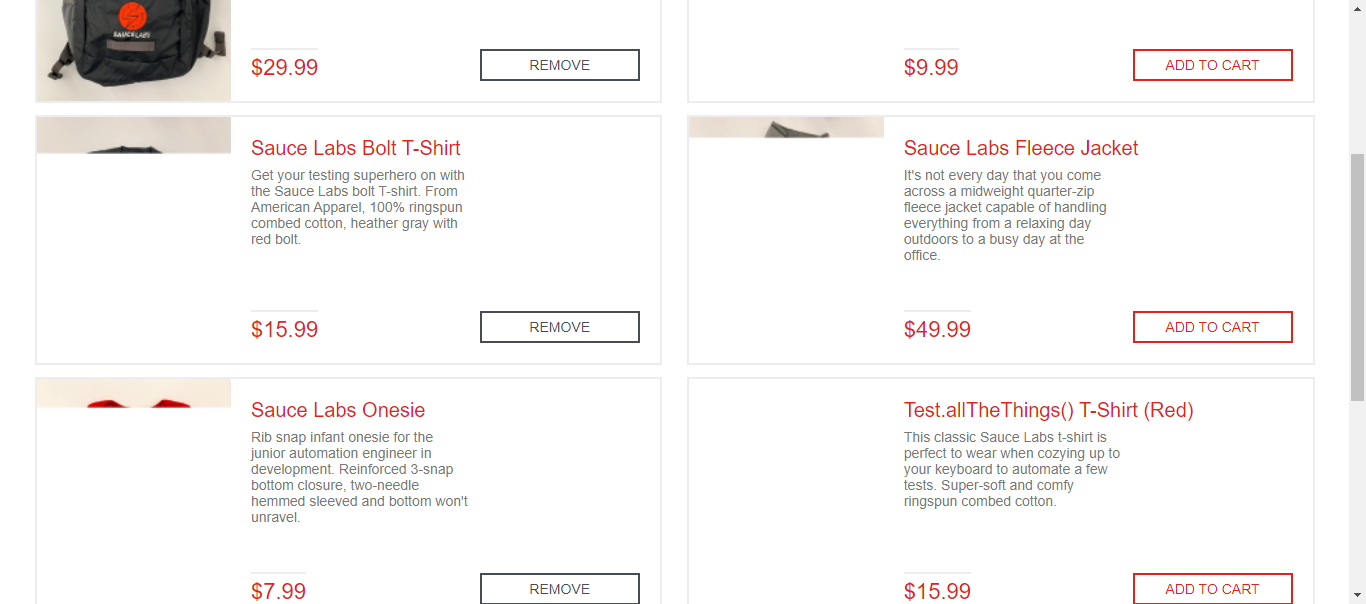 SAUCELABS
$29.99
REMOVE
$9.99
ADD TO CART
Sauce Labs Bolt T-Shirt
Get your testing superhero on with
the Sauce Labs bolt T-shirt. From
American Apparel, 100% ringspun
combed cotton, heather gray with
red bolt.
$15.99
REMOVE
Sauce Labs Fleece Jacket
It's not every day that you come
across a midweight quarter-zip
fleece jacket capable of handling
everything from a relaxing day
outdoors to a busy day at the
office.
$49.99
ADD TO CART
Sauce Labs Onesie
Rib snap infant onesie for the
junior automation engineer in
development. Reinforced 3-snap
bottom closure, two-needle
hemmed sleeved and bottom won't
unravel.
$7.99
REMOVE
Test.allTheThings() T-Shirt (Red)
This classic Sauce Labs t-shirt is
perfect to wear when cozying up to
your keyboard to automate a few
tests. Super-soft and comfy
ringspun combed cotton.
$15.99
ADD TO CART